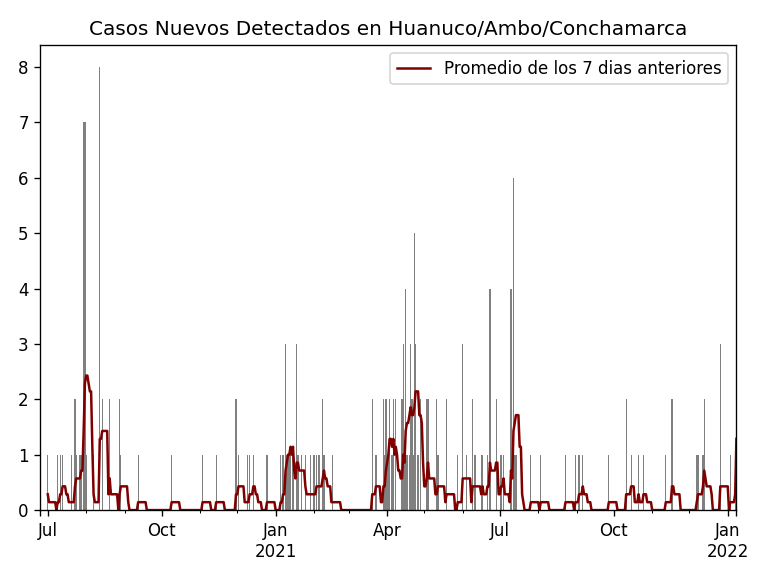 Casos Nuevos Detectados en Huanuco/Ambo/Conchamarca
Promedio de los 7 dias anteriores
8
7
6
5
4
3
2
1
0
Jul
Oct
Jan
2021
Apr
Jul
Oct
Jan
2022